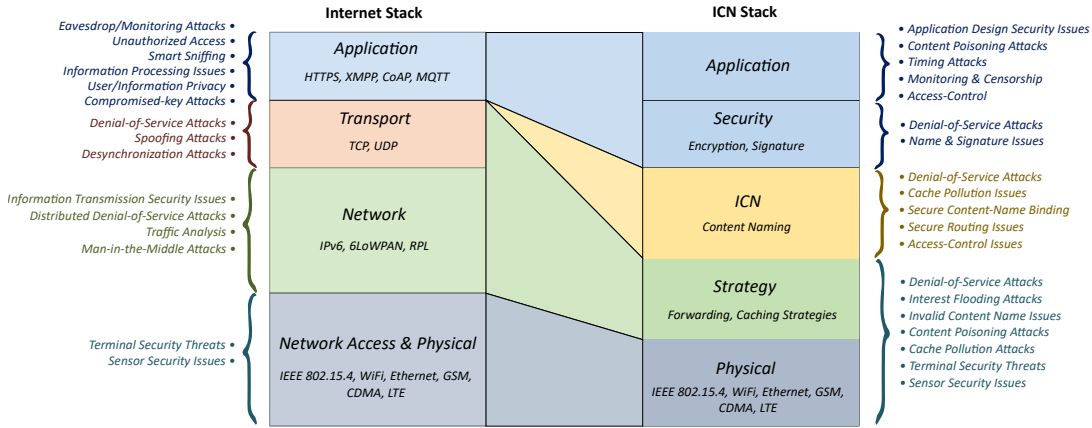 Internet Stack
ICN Stack
Eavesdrop/Monitoring Attacks •
Unauthorized Access •
Smart Sniffing •
Information Processing Issues •
User/Information Privacy •
Compromised-key Attacks •
Denial-of-Service Attacks •
Spoofing Attacks •
Desynchronization Attacks •
Information Transmission Security Issues •
Distributed Denial-of-Service Attacks •
Traffic Analysis •
Man-in-the-Middle Attacks •
Terminal Security Threats •
Sensor Security Issues •
Application
HTTPS, XMPP, CoAP, MQTT
Transport
TCP, UDP
Network
IPv6, 6LoWPAN, RPL
Network Access & Physical
IEEE 802.15.4, WiFi, Ethernet, GSM,
CDMA, LTE
Application
Security
Encryption, Signature
ICN
Content Naming
Strategy
Forwarding, Caching Strategies
Physical
IEEE 802.15.4, WiFi, Ethernet, GSM,
CDMA, LTE
• Application Design Security Issues
• Content Poisoning Attacks
• Timing Attacks
• Monitoring & Censorship
• Access-Control
• Denial-of-Service Attacks
• Name & Signature Issues
• Denial-of-Service Attacks
• Cache Pollution Issues
• Secure Content-Name Binding
• Secure Routing Issues
• Access-Control Issues
• Denial-of-Service Attacks
• Interest Flooding Attacks
• Invalid Content Name Issues
• Content Poisoning Attacks
• Cache Pollution Attacks
• Terminal Security Threats
• Sensor Security Issues